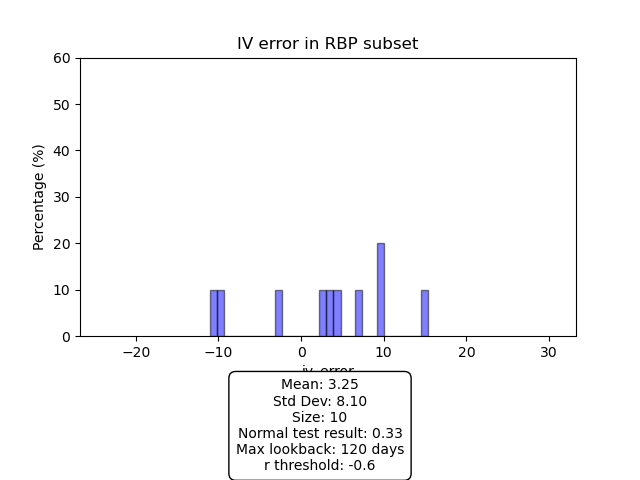 IV error in RBP subset
60
50
40
30
20
10
0
Percentage (%)
−20
−10
0
10
20
30
iv_error
Mean: 3.25
Std Dev: 8.10
Size: 10
Normal test result: 0.33
Max lookback: 120 days
r threshold: -0.6